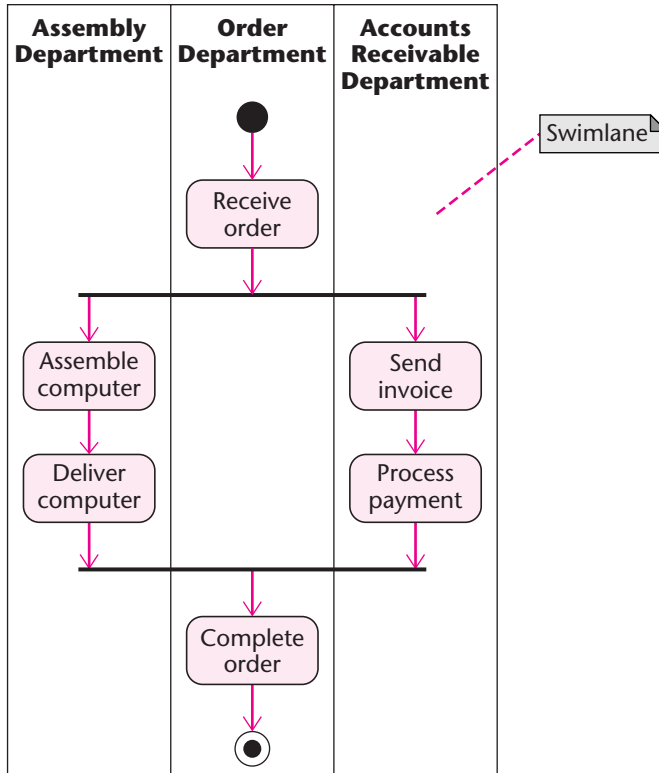 Assembly
Department
Order
Department
Accounts
Receivable
Department
Swimlane
Receive
order
Assemble
computer
Send
invoice
Deliver
computer
Process
payment
Complete
order